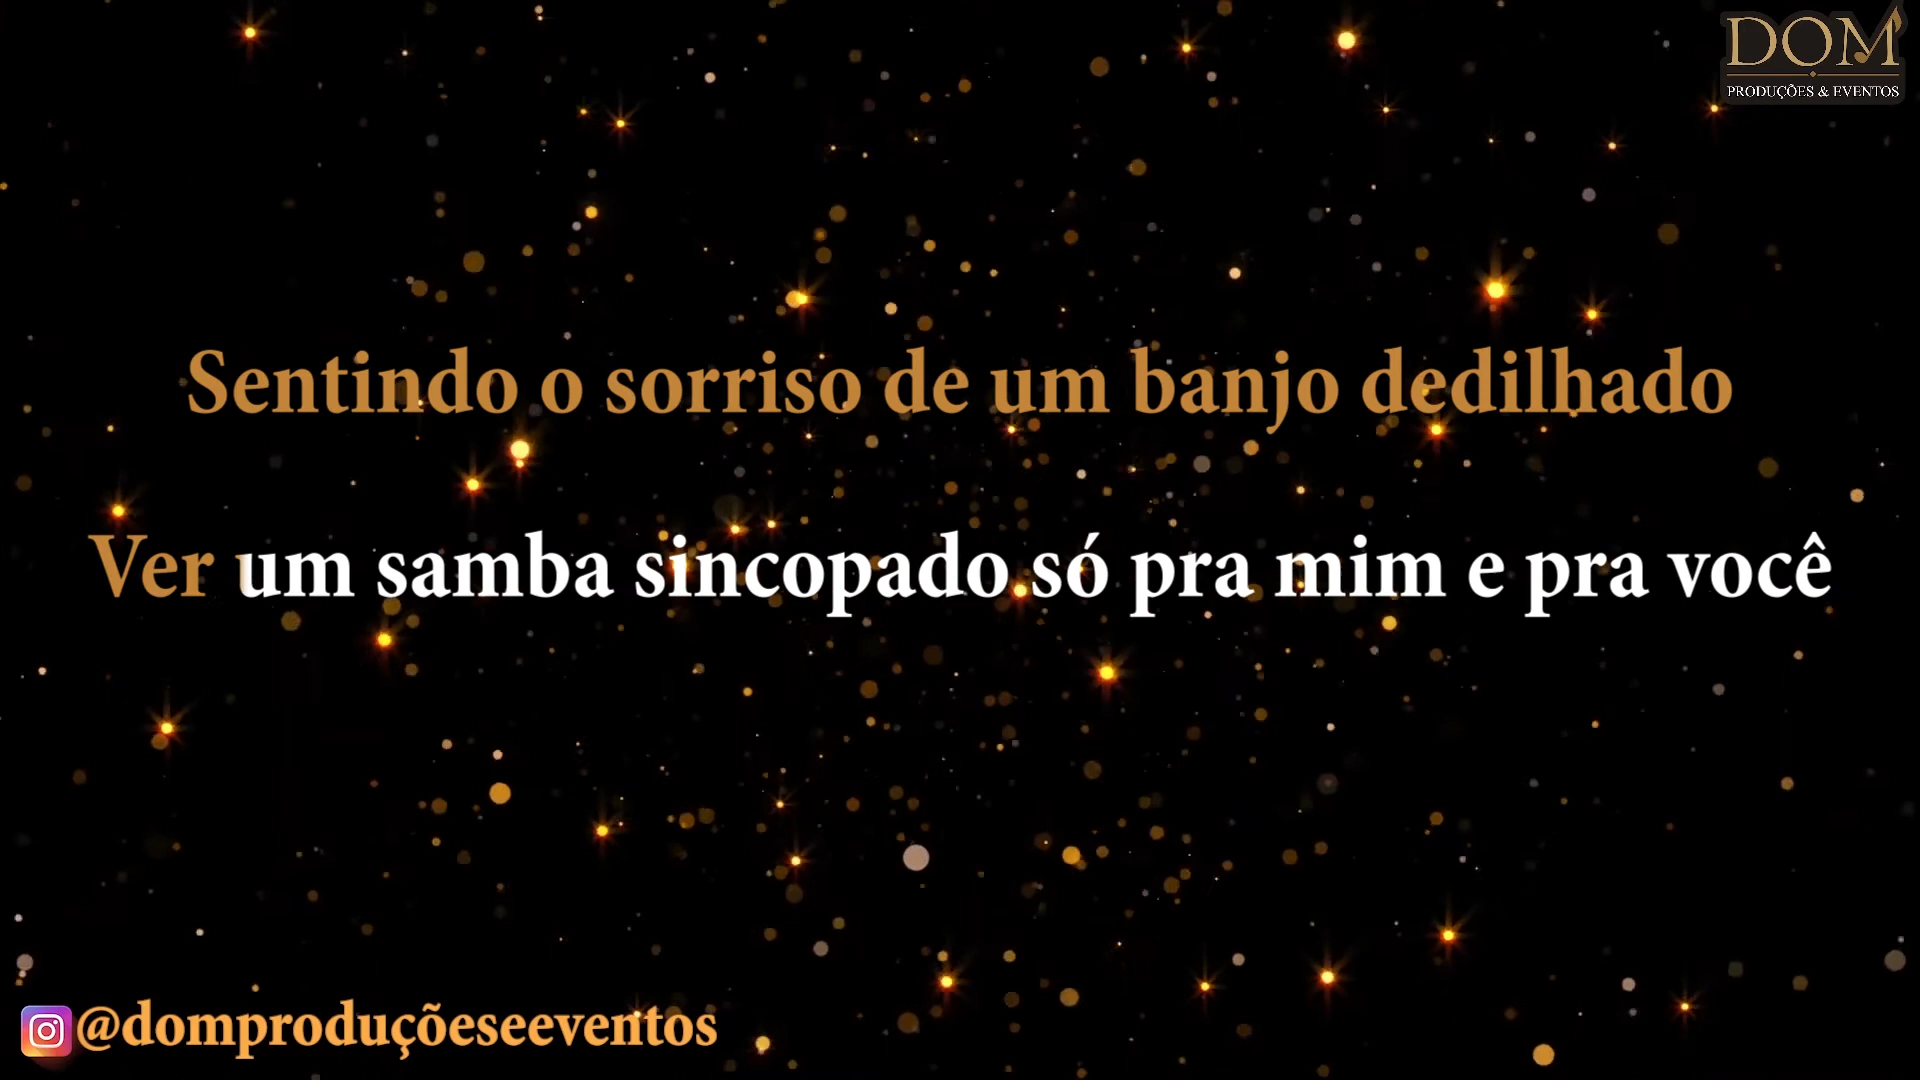 DOM
PRODUÇÕES & EVENTOS
Sentindo o sorriso de um banjo dedilhado
Ver um samba sincopado só pra mim e pra você
@domproduçõeseeventos